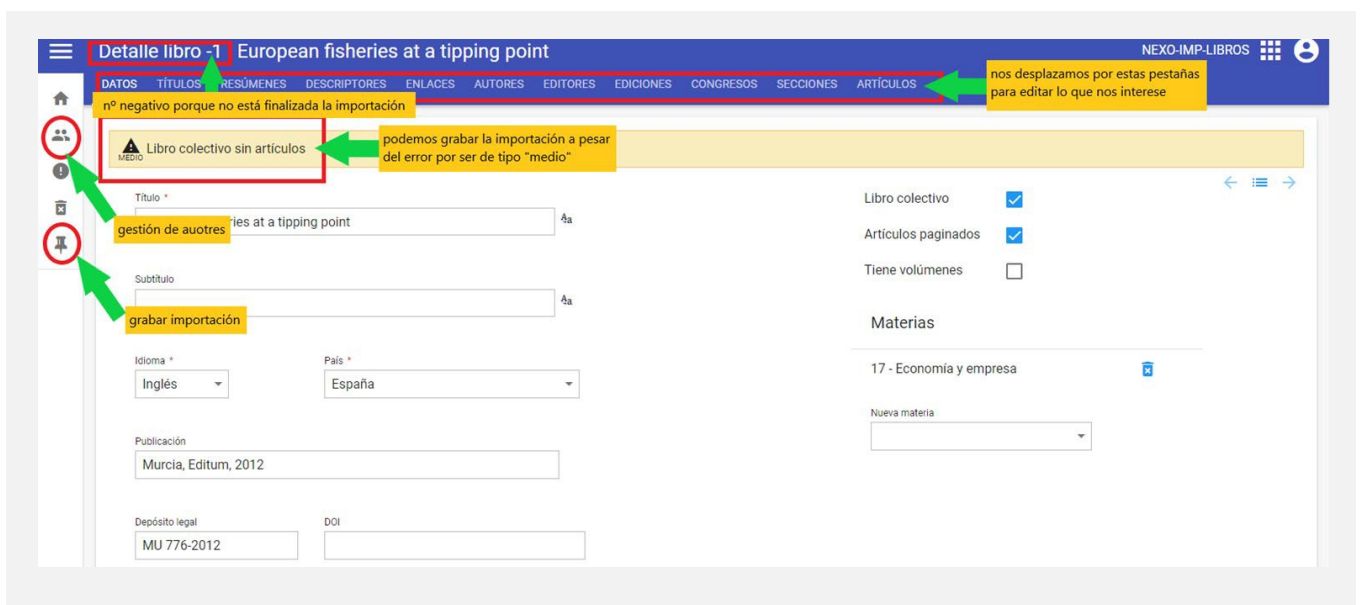 Detalle libro -1 European fisheries at a tipping point
NEXO-IMP-LIBROS
DATOS TÍTULOS RESÚMENES DESCRIPTORES ENLACES AUTORES EDITORES EDICIONES CONGRESOS SECCIONES ARTÍCULOS
nos desplazamos por estas pestañas
para editar lo que nos interese
nº negativo porque no está finalizada la importación
MEDIO
Libro colectivo sin artículos
podemos grabar la importación a pesar
del error por ser de tipo "medio"
Título *
ries at a tipping point
gestión de auotres
Subtítulo
grabar importación
Idioma *
País *
Inglés
España
Publicación
Murcia, Editum, 2012
Depósito legal
DOI
MU 776-2012
Libro colectivo
Artículos paginados
Tiene volúmenes
Materias
17 - Economía y empresa
Nueva materia